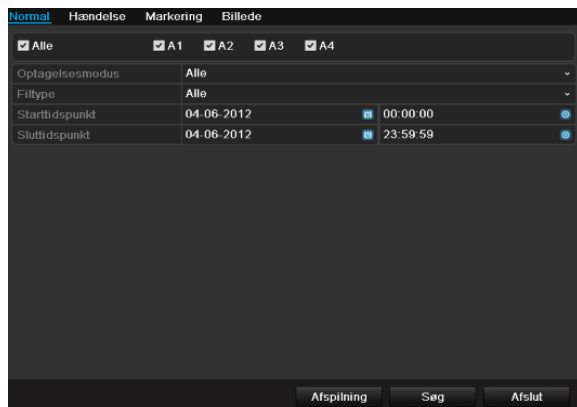 Normal Hændelse Markering Billede
Alle A1 A2 A3 A4
Optagelsesmodus Alle
Filtype Alle
Starttidspunkt 04-06-2012 00:00:00
Sluttidspunkt 04-06-2012 23:59:59
Afspilning Søg Afslut